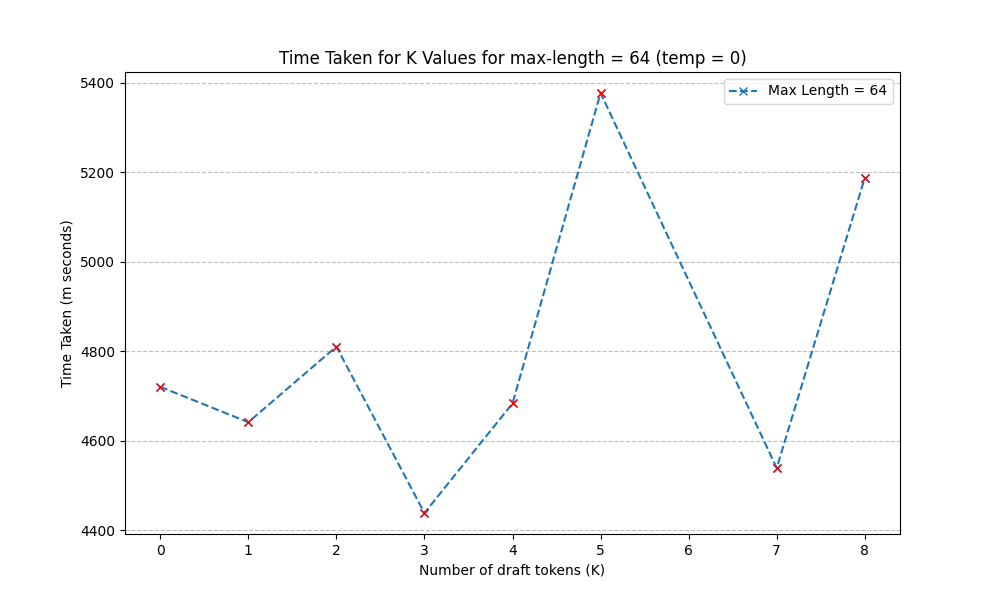 Time Taken for K Values for max-length = 64 (temp = 0)
Max Length = 64
Time Taken (m seconds)
5400
5200
5000
4800
4600
4400
0 1 2 3 4 5 6 7 8
Number of draft tokens (K)